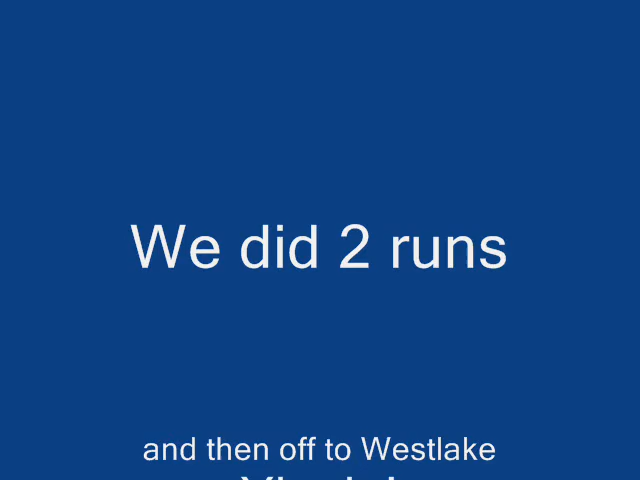 We did 2 runs
and then off to Westlake